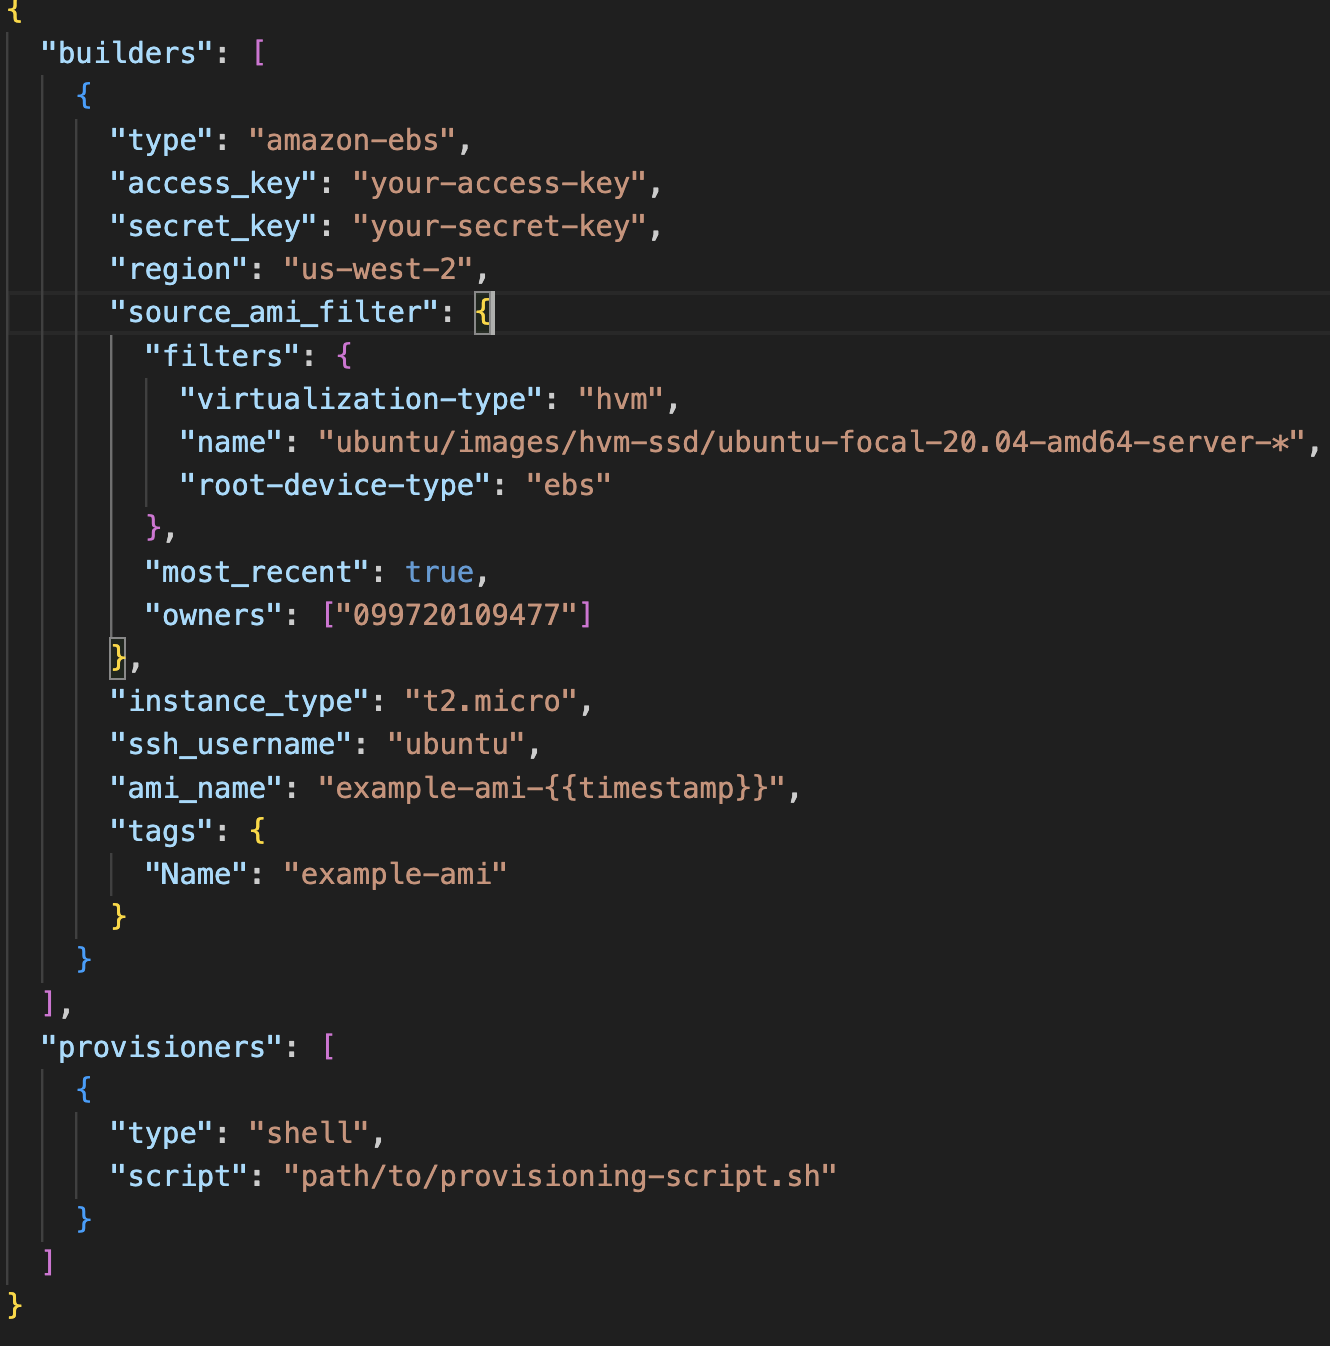 {
  "builders": [
    {
      "type": "amazon-ebs",
      "access_key": "your-access-key",
      "secret_key": "your-secret-key",
      "region": "us-west-2",
      "source_ami_filter": {
        "filters": {
          "virtualization-type": "hvm",
          "name": "ubuntu/images/hvm-ssd/ubuntu-focal-20.04-amd64-server-*",
          "root-device-type": "ebs"
        },
        "most_recent": true,
        "owners": ["099720109477"]
      },
      "instance_type": "t2.micro",
      "ssh_username": "ubuntu",
      "ami_name": "example-ami-{{timestamp}}",
      "tags": {
        "Name": "example-ami"
      }
    }
  ],
  "provisioners": [
    {
      "type": "shell",
      "script": "path/to/provisioning-script.sh"
    }
  ]
}